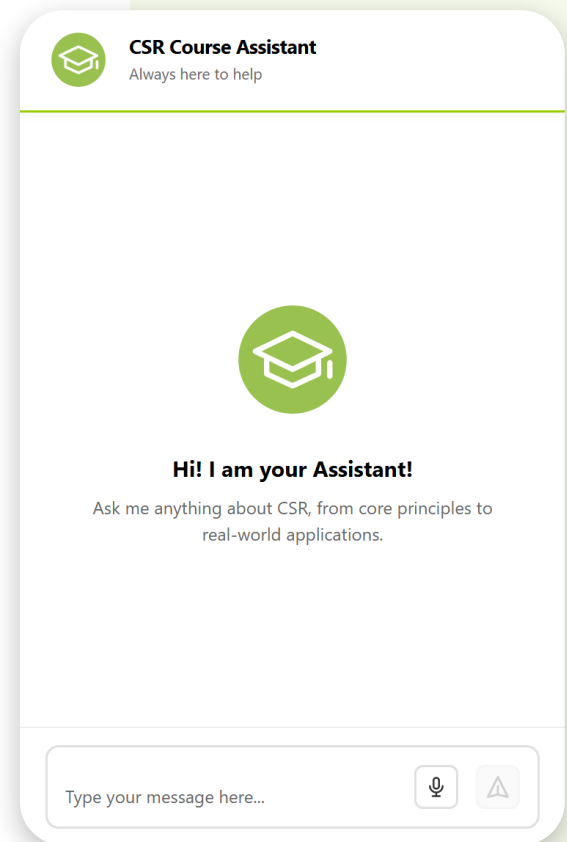 CSR Course Assistant
Always here to help
Hi! I am your Assistant!
Ask me anything about CSR, from core principles to
real-world applications.
Type your message here...